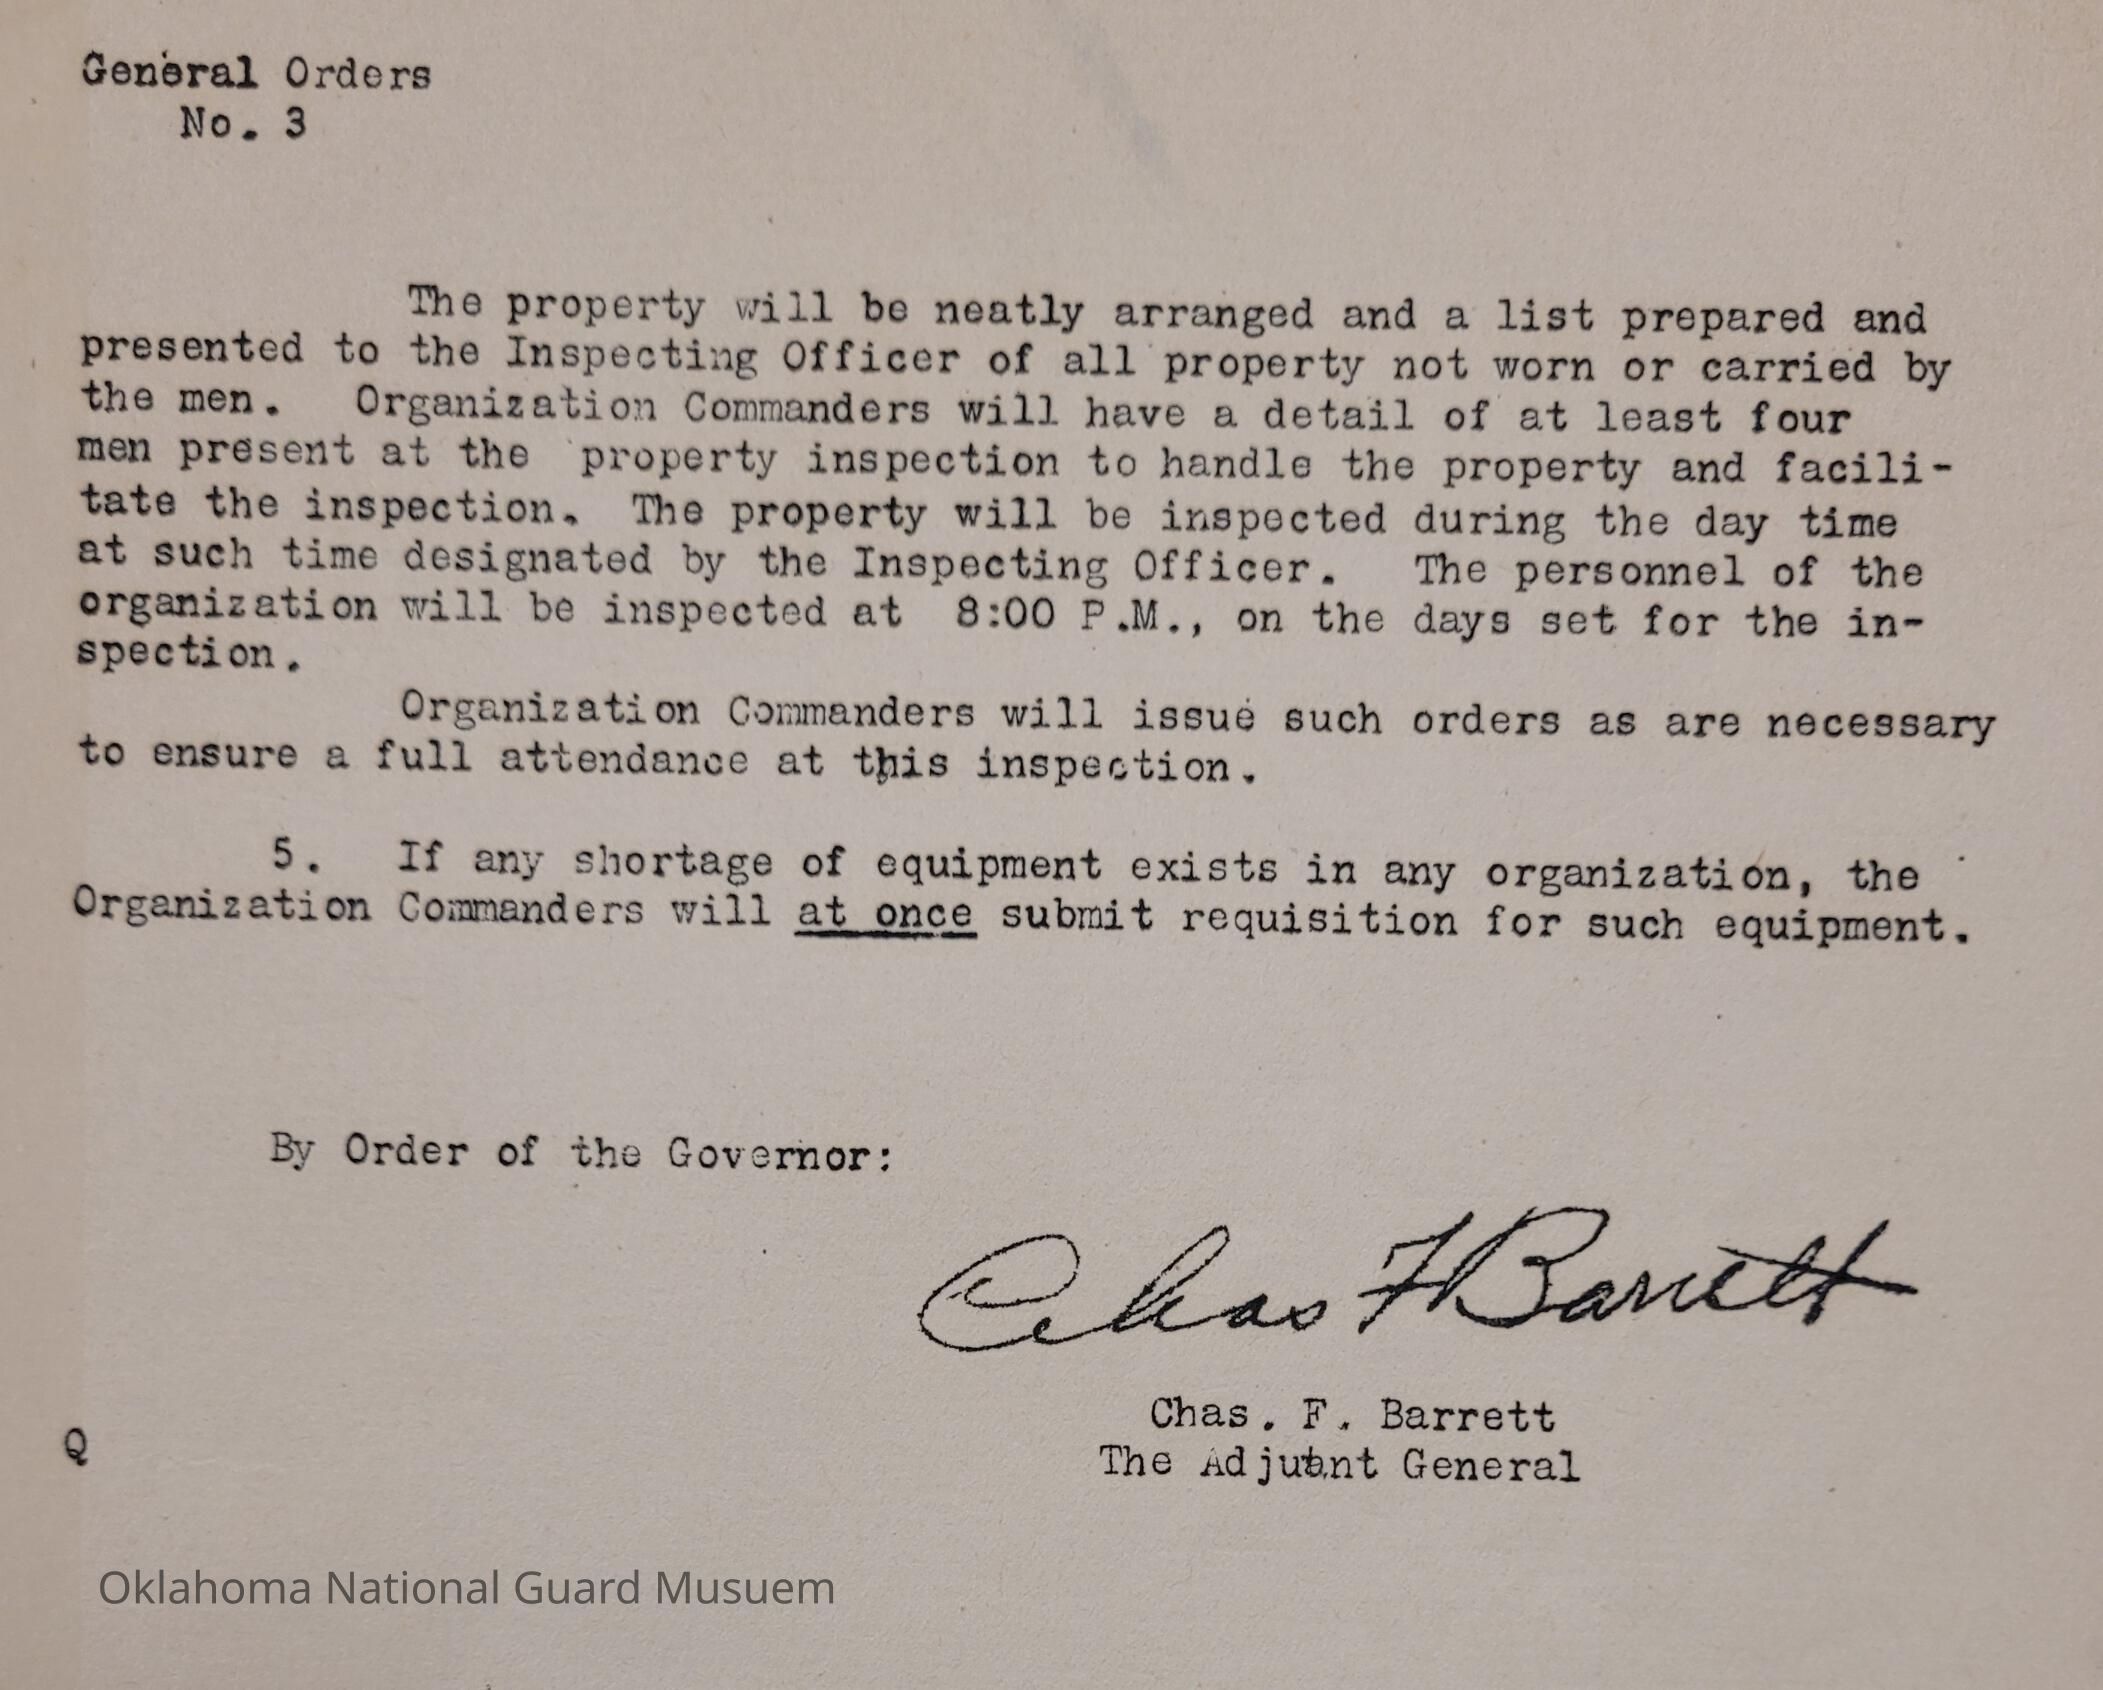 General Orders
No. 3
The property will be neatly arranged and a list prepared and
presented to the Inspecting Officer of all property not worn or carried by
the men. Organization Commanders will have a detail of at least four
men present at the property inspection to handle the property and facili-
tate the inspection. The property will be inspected during the day time
at such time designated by the Inspecting Officer. The personnel of the
organization will be inspected at 8:00 P.M., on the days set for the in-
spection.
Organization Commanders will issue such orders as are necessary
to ensure a full attendance at this inspection.
5. If any shortage of equipment exists in any organization, the
Organization Commanders will at once submit requisition for such equipment.
By Order of the Governor:
Chas F Barrett
Chas. F. Barrett
The Adjutant General
Q
Oklahoma National Guard Musuem